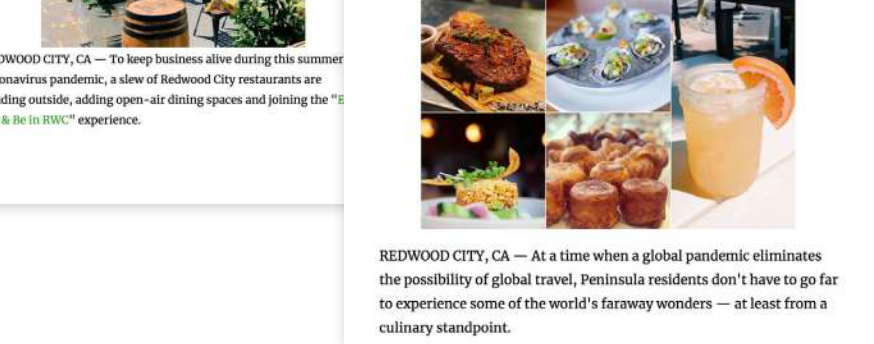 DWOOD CITY, CA — To keep business alive during this summer
onavirus pandemic, a slew of Redwood City restaurants are
ding outside, adding open-air dining spaces and joining the "E
& Be in RWC" experience.
REDWOOD CITY, CA — At a time when a global pandemic eliminates
the possibility of global travel, Peninsula residents don't have to go far
to experience some of the world's faraway wonders — at least from a
culinary standpoint.